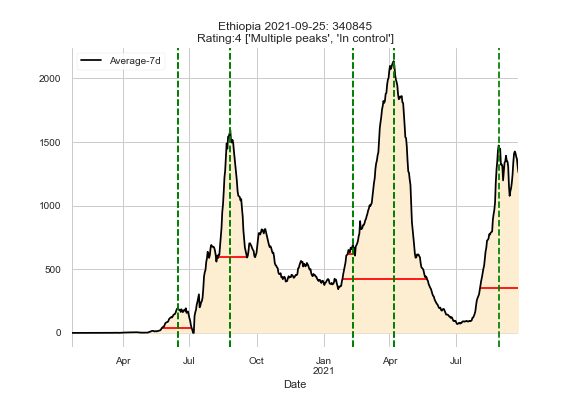 Ethiopia 2021-09-25: 340845
Rating:4 ['Multiple peaks', 'In control']
Average-7d
2000
1500
1000
500
0
Apr Jul Oct Jan Apr Jul
2021
Date